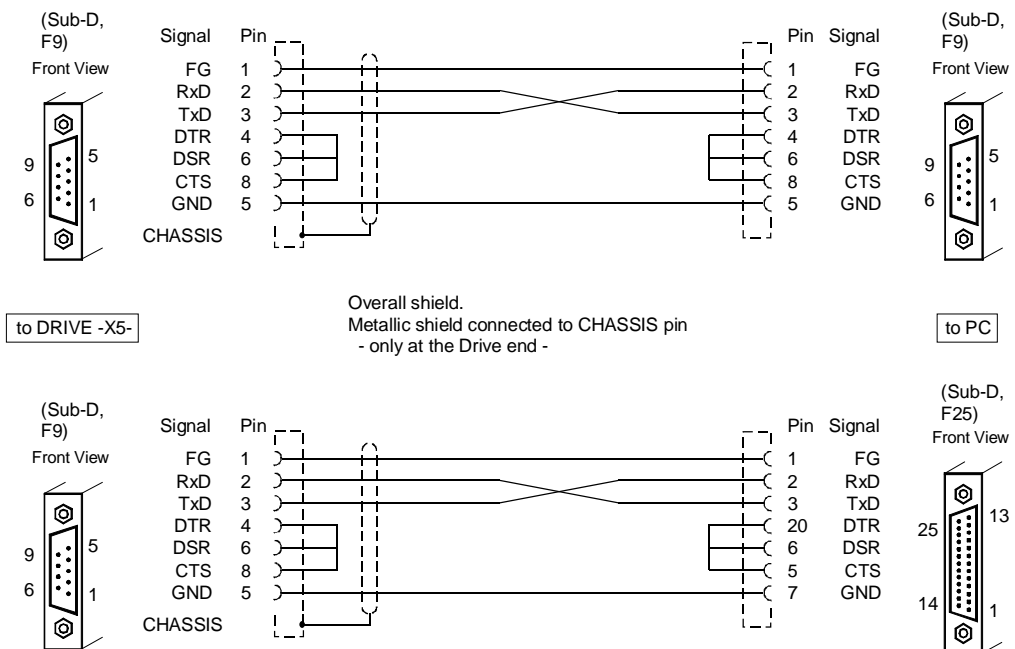 (Sub-D,
F9)
Front View
9
5
6
1
Signal Pin
FG 1
RxD 2
TxD 3
DTR 4
DSR 6
CTS 8
GND 5
CHASSIS
Pin Signal
1 FG
2 RxD
3 TxD
4 DTR
6 DSR
8 CTS
5 GND
(Sub-D,
F9)
Front View
9
5
6
1
to DRIVE -X5-
Overall shield.
Metallic shield connected to CHASSIS pin
- only at the Drive end -
to PC
(Sub-D,
F9)
Front View
9
5
6
1
Signal Pin
FG 1
RxD 2
TxD 3
DTR 4
DSR 6
CTS 8
GND 5
CHASSIS
Pin Signal
1 FG
2 RxD
3 TxD
20 DTR
6 DSR
5 CTS
7 GND
(Sub-D,
F25)
Front View
25
13
14
1